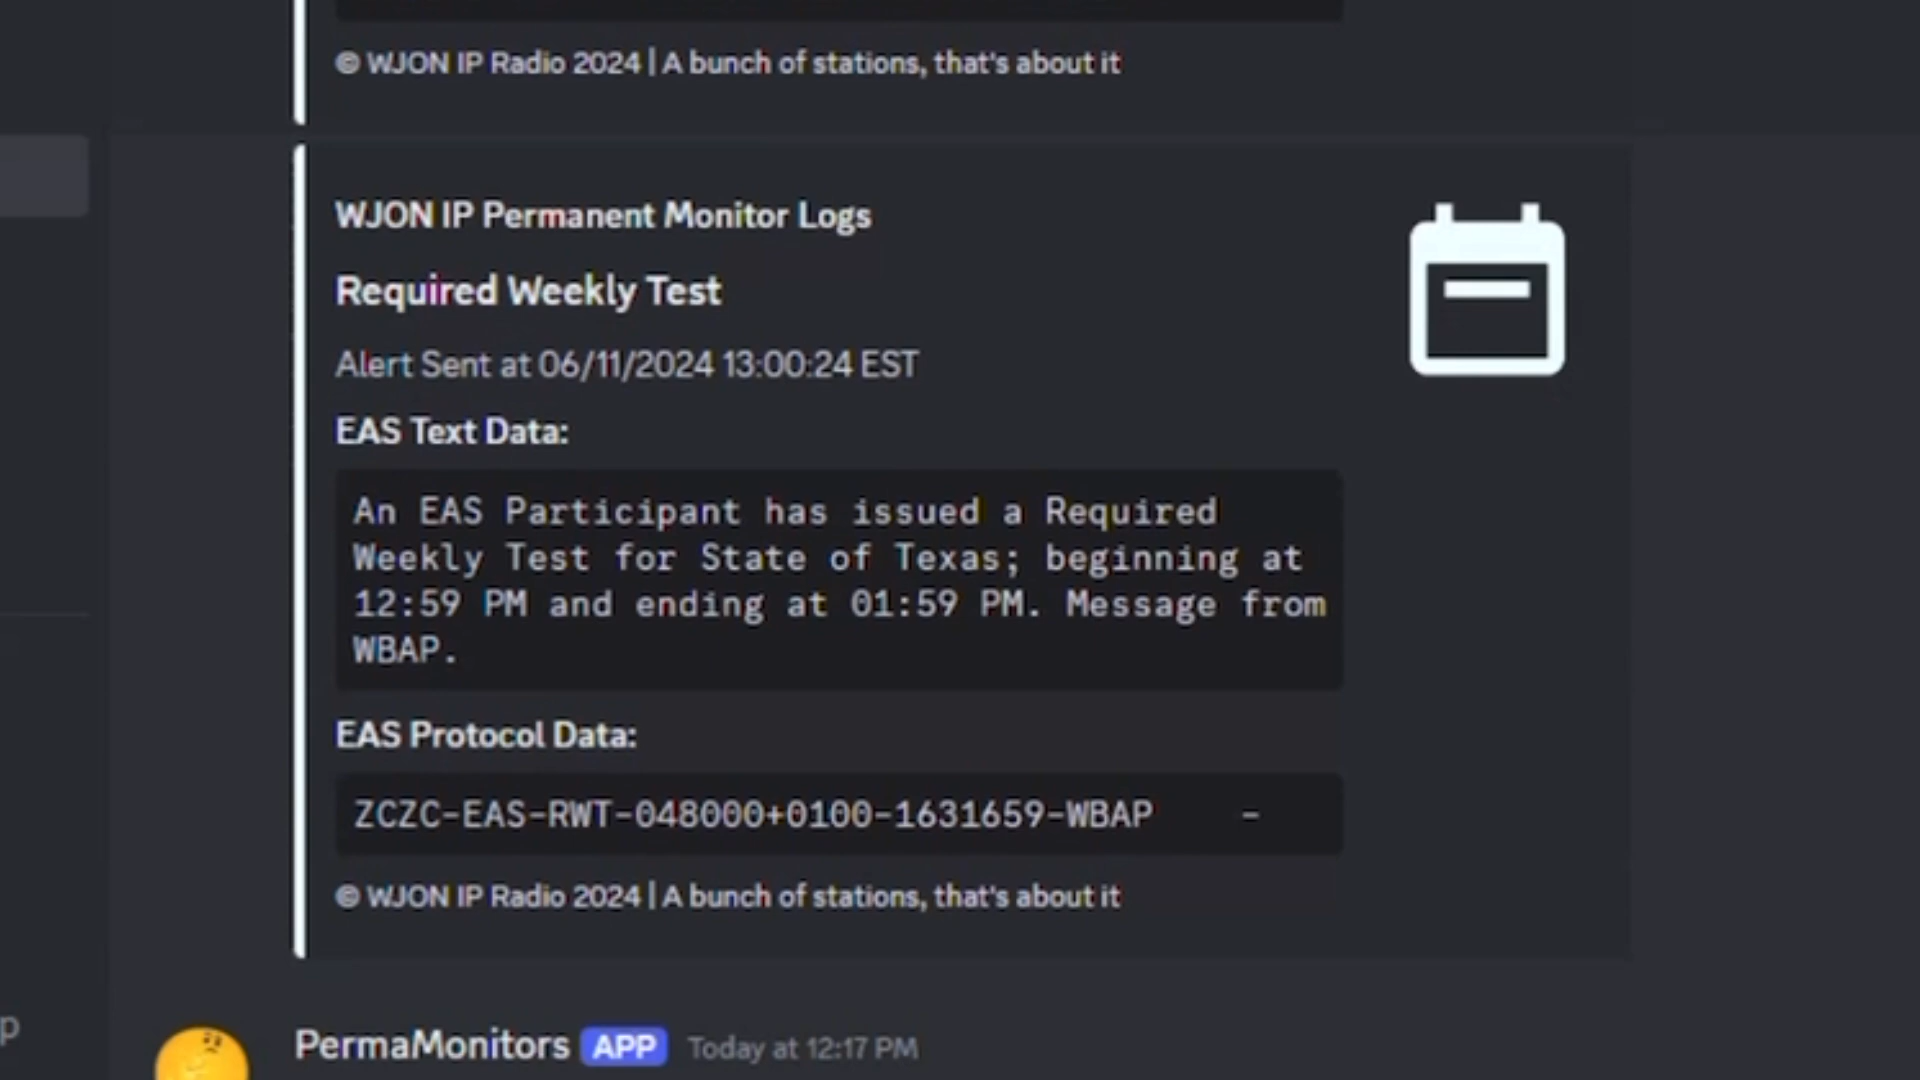 © WJON IP Radio 2024 | A bunch of stations, that's about it
WJON IP Permanent Monitor Logs
Required Weekly Test
Alert Sent at 06/11/2024 13:00:24 EST
EAS Text Data:
An EAS Participant has issued a Required
Weekly Test for State of Texas; beginning at
12:59 PM and ending at 01:59 PM. Message from
WBAP.
EAS Protocol Data:
ZCZC-EAS-RWT-048000+0100-1631659-WBAP    -
© WJON IP Radio 2024 | A bunch of stations, that's about it
p
PermaMonitors APP Today at 12:17 PM